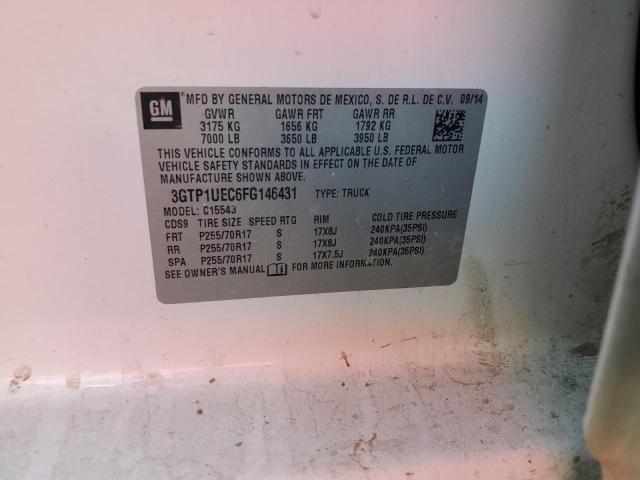 GM *MFD BY GENERAL MOTORS DE MEXICO, S. DE R.L. DE C.V. 09/14
GVWR GAWR FRT GAWR RR
3175 KG 1656 KG 1792 KG
7000 LB 3650 LB 3950 LB
THIS VEHICLE CONFORMS TO ALL APPLICABLE U.S. FEDERAL MOTOR
VEHICLE SAFETY STANDARDS IN EFFECT ON THE DATE OF
MANUFACTURE SHOWN ABOVE.
3GTP1UEC6FG146431 TYPE: TRUCK
MODEL: C15543
CDS9 TIRE SIZE SPEED RTG RIM COLD TIRE PRESSURE
FRT P255/70R17 S 17X8J 240KPA(35PSI)
RR P255/70R17 S 17X8J 240KPA(35PSI)
SPA P255/70R17 S 17X7.5J 240KPA(35PSI)
SEE OWNER'S MANUAL FOR MORE INFORMATION.